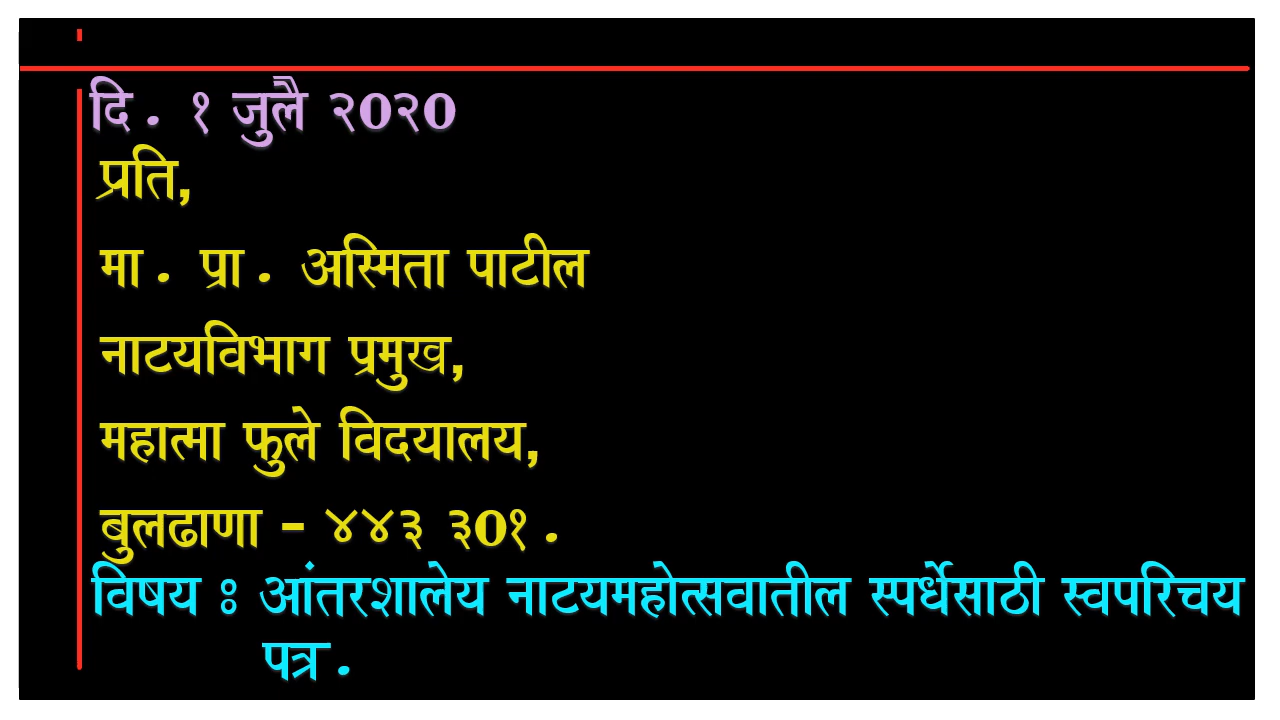 दि. १ जुलै २०२०
प्रति,
मा. प्रा. अस्मिता पाटील
नाटयविभाग प्रमुख,
महात्मा फुले विदयालय,
बुलढाणा - ४४३ ३०१.
विषय : आंतरशालेय नाटयमहोत्सवातील स्पर्धेसाठी स्वपरिचय
पत्र.